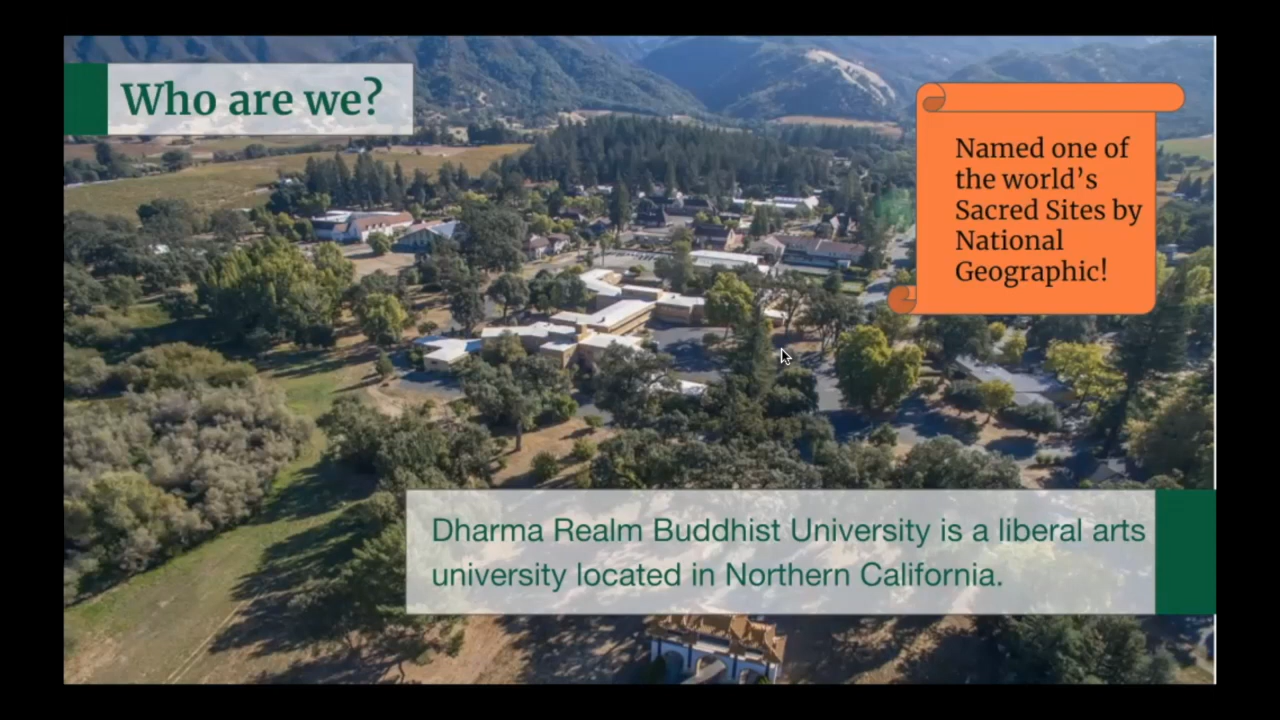 Who are we?
Named one of
the world's
Sacred Sites by
National
Geographic!
Dharma Realm Buddhist University is a liberal arts
university located in Northern California.